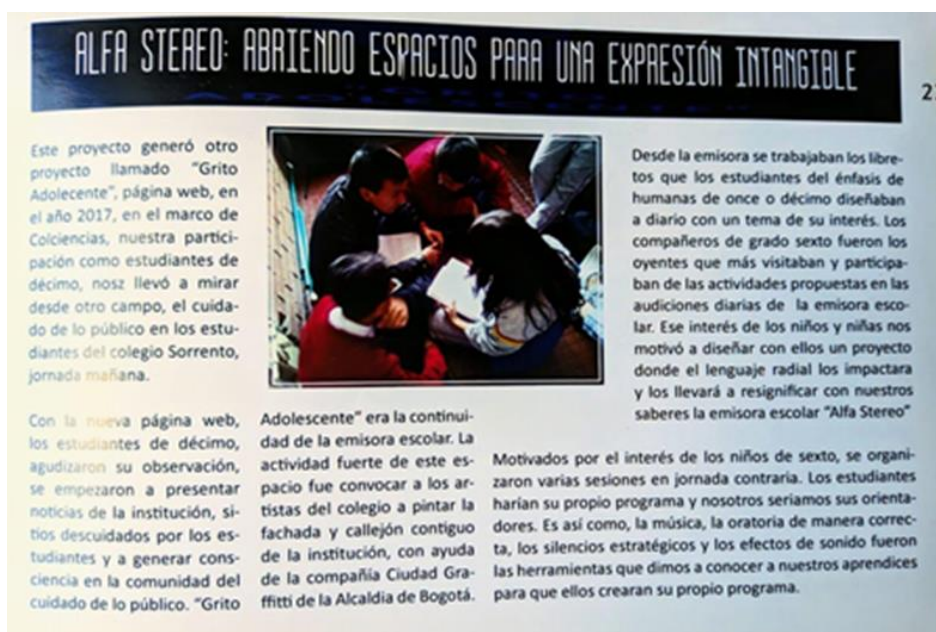 ALFA STEREO: ABRIENDO ESPACIOS PARA UNA EXPRESIÓN INTANGIBLE
Este proyecto generó otro
proyecto llamado "Grito
Adolecente", página web, en
el año 2017, en el marco de
Colciencias, nuestra partici-
pación como estudiantes de
décimo, nosz llevó a mirar
desde otro campo, el cuida-
do de lo público en los estu-
diantes del colegio Sorrento,
jornada mañana.
Con la nueva página web,
los estudiantes de décimo,
agudizaron su observación,
se empezaron a presentar
noticias de la institución, si-
tios descuidados por los es-
tudiantes y a generar cons-
ciencia en la comunidad del
cuidado de lo público. "Grito
Adolescente" era la continui-
dad de la emisora escolar. La
actividad fuerte de este es-
pacio fue convocar a los ar-
tistas del colegio a pintar la
fachada y callejón contiguo
de la institución, con ayuda
de la compañía Ciudad Gra-
ffitti de la Alcaldia de Bogotá.
Desde la emisora se trabajaban los libre-
tos que los estudiantes del énfasis de
humanas de once o décimo diseñaban
a diario con un tema de su interés. Los
compañeros de grado sexto fueron los
oyentes que más visitaban y participa-
ban de las actividades propuestas en las
audiciones diarias de la emisora esco-
lar. Ese interés de los niños y niñas nos
motivó a diseñar con ellos un proyecto
donde el lenguaje radial los impactara
y los llevará a resignificar con nuestros
saberes la emisora escolar "Alfa Stereo"
Motivados por el interés de los niños de sexto, se organi-
zaron varias sesiones en jornada contraria. Los estudiantes
harían su propio programa y nosotros seriamos sus orienta-
dores. Es así como, la música, la oratoria de manera correc-
ta, los silencios estratégicos y los efectos de sonido fueron
las herramientas que dimos a conocer a nuestros aprendices
para que ellos crearan su propio programa.